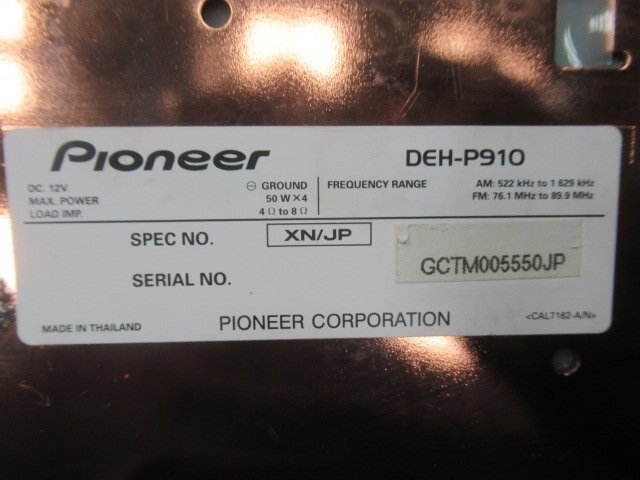 Pioneer DEH-P910
DC. 12V ⊖ GROUND FREQUENCY RANGE AM: 522 kHz to 1 629 kHz
MAX. POWER 50 W×4 FM: 76.1 MHz to 89.9 MHz
LOAD IMP. 4 Ω to 8 Ω
SPEC NO. XN/JP
SERIAL NO. GCTM005550JP
MADE IN THAILAND PIONEER CORPORATION <CAL7162-A/N>